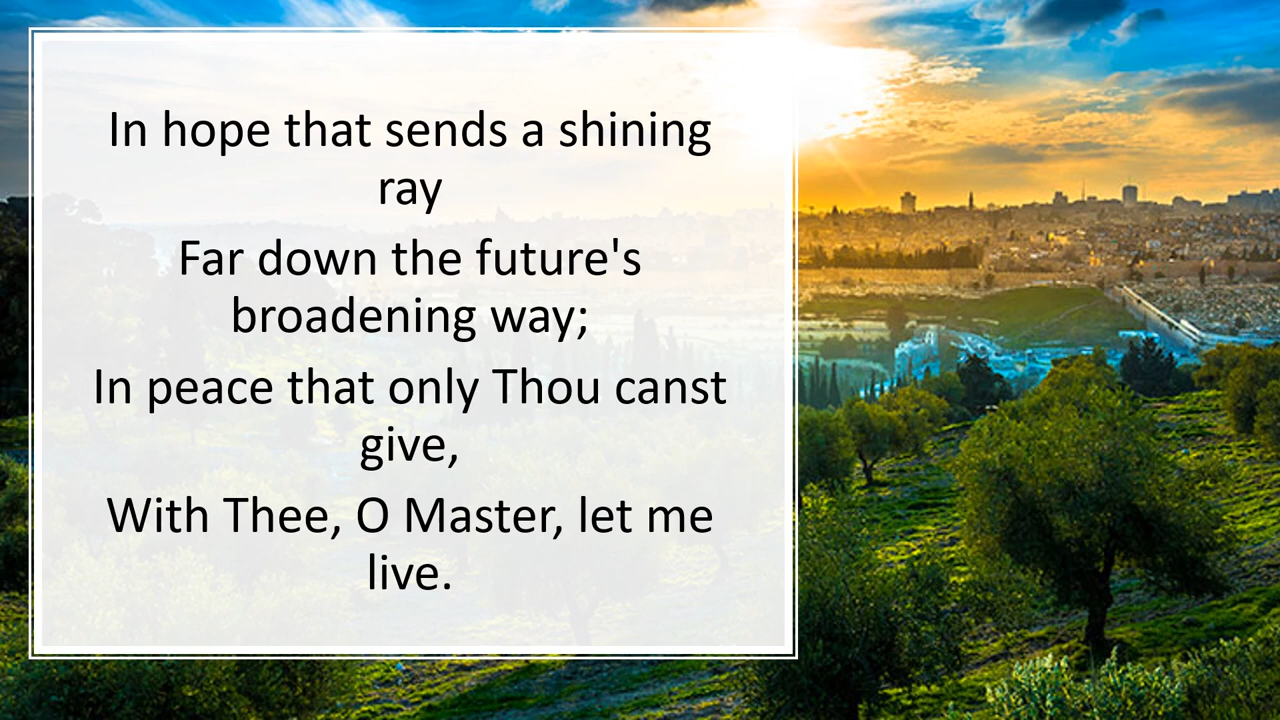 In hope that sends a shining
ray
Far down the future's
broadening way;
In peace that only Thou canst
give,
With Thee, O Master, let me
live.